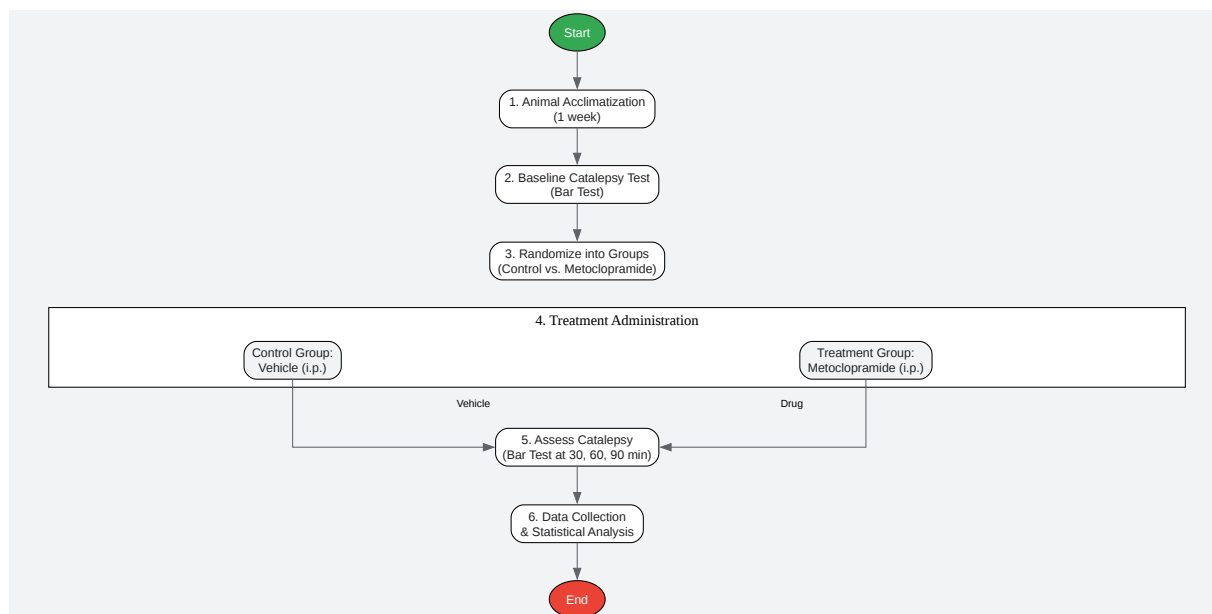 Start
1. Animal Acclimatization
(1 week)
2. Baseline Catalepsy Test
(Bar Test)
3. Randomize into Groups
(Control vs. Metoclopramide)
4. Treatment Administration
Control Group:
Vehicle (i.p.)
Treatment Group:
Metoclopramide (i.p.)
Vehicle
Drug
5. Assess Catalepsy
(Bar Test at 30, 60, 90 min)
6. Data Collection
& Statistical Analysis
End